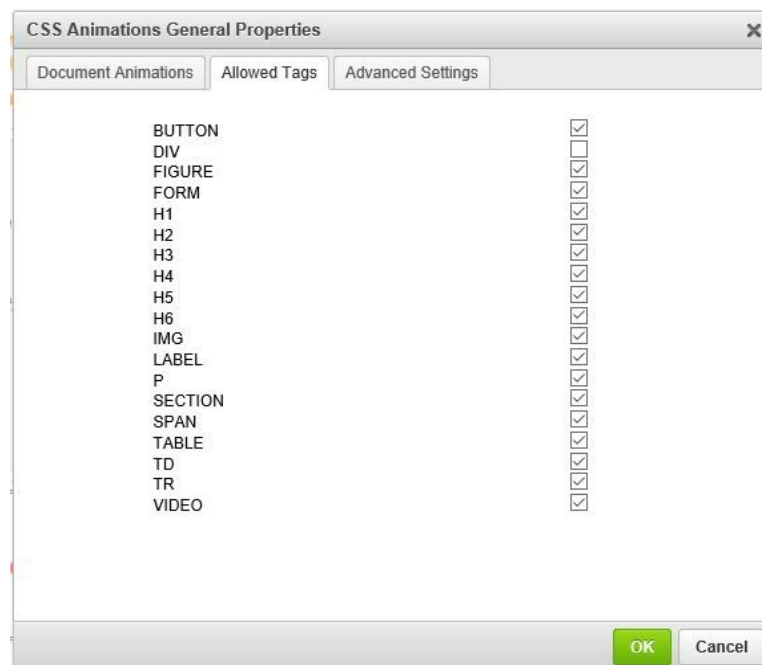 CSS Animations General Properties
Document Animations Allowed Tags Advanced Settings
BUTTON
DIV
FIGURE
FORM
H1
H2
H3
H4
H5
H6
IMG
LABEL
P
SECTION
SPAN
TABLE
TD
TR
VIDEO
OK Cancel